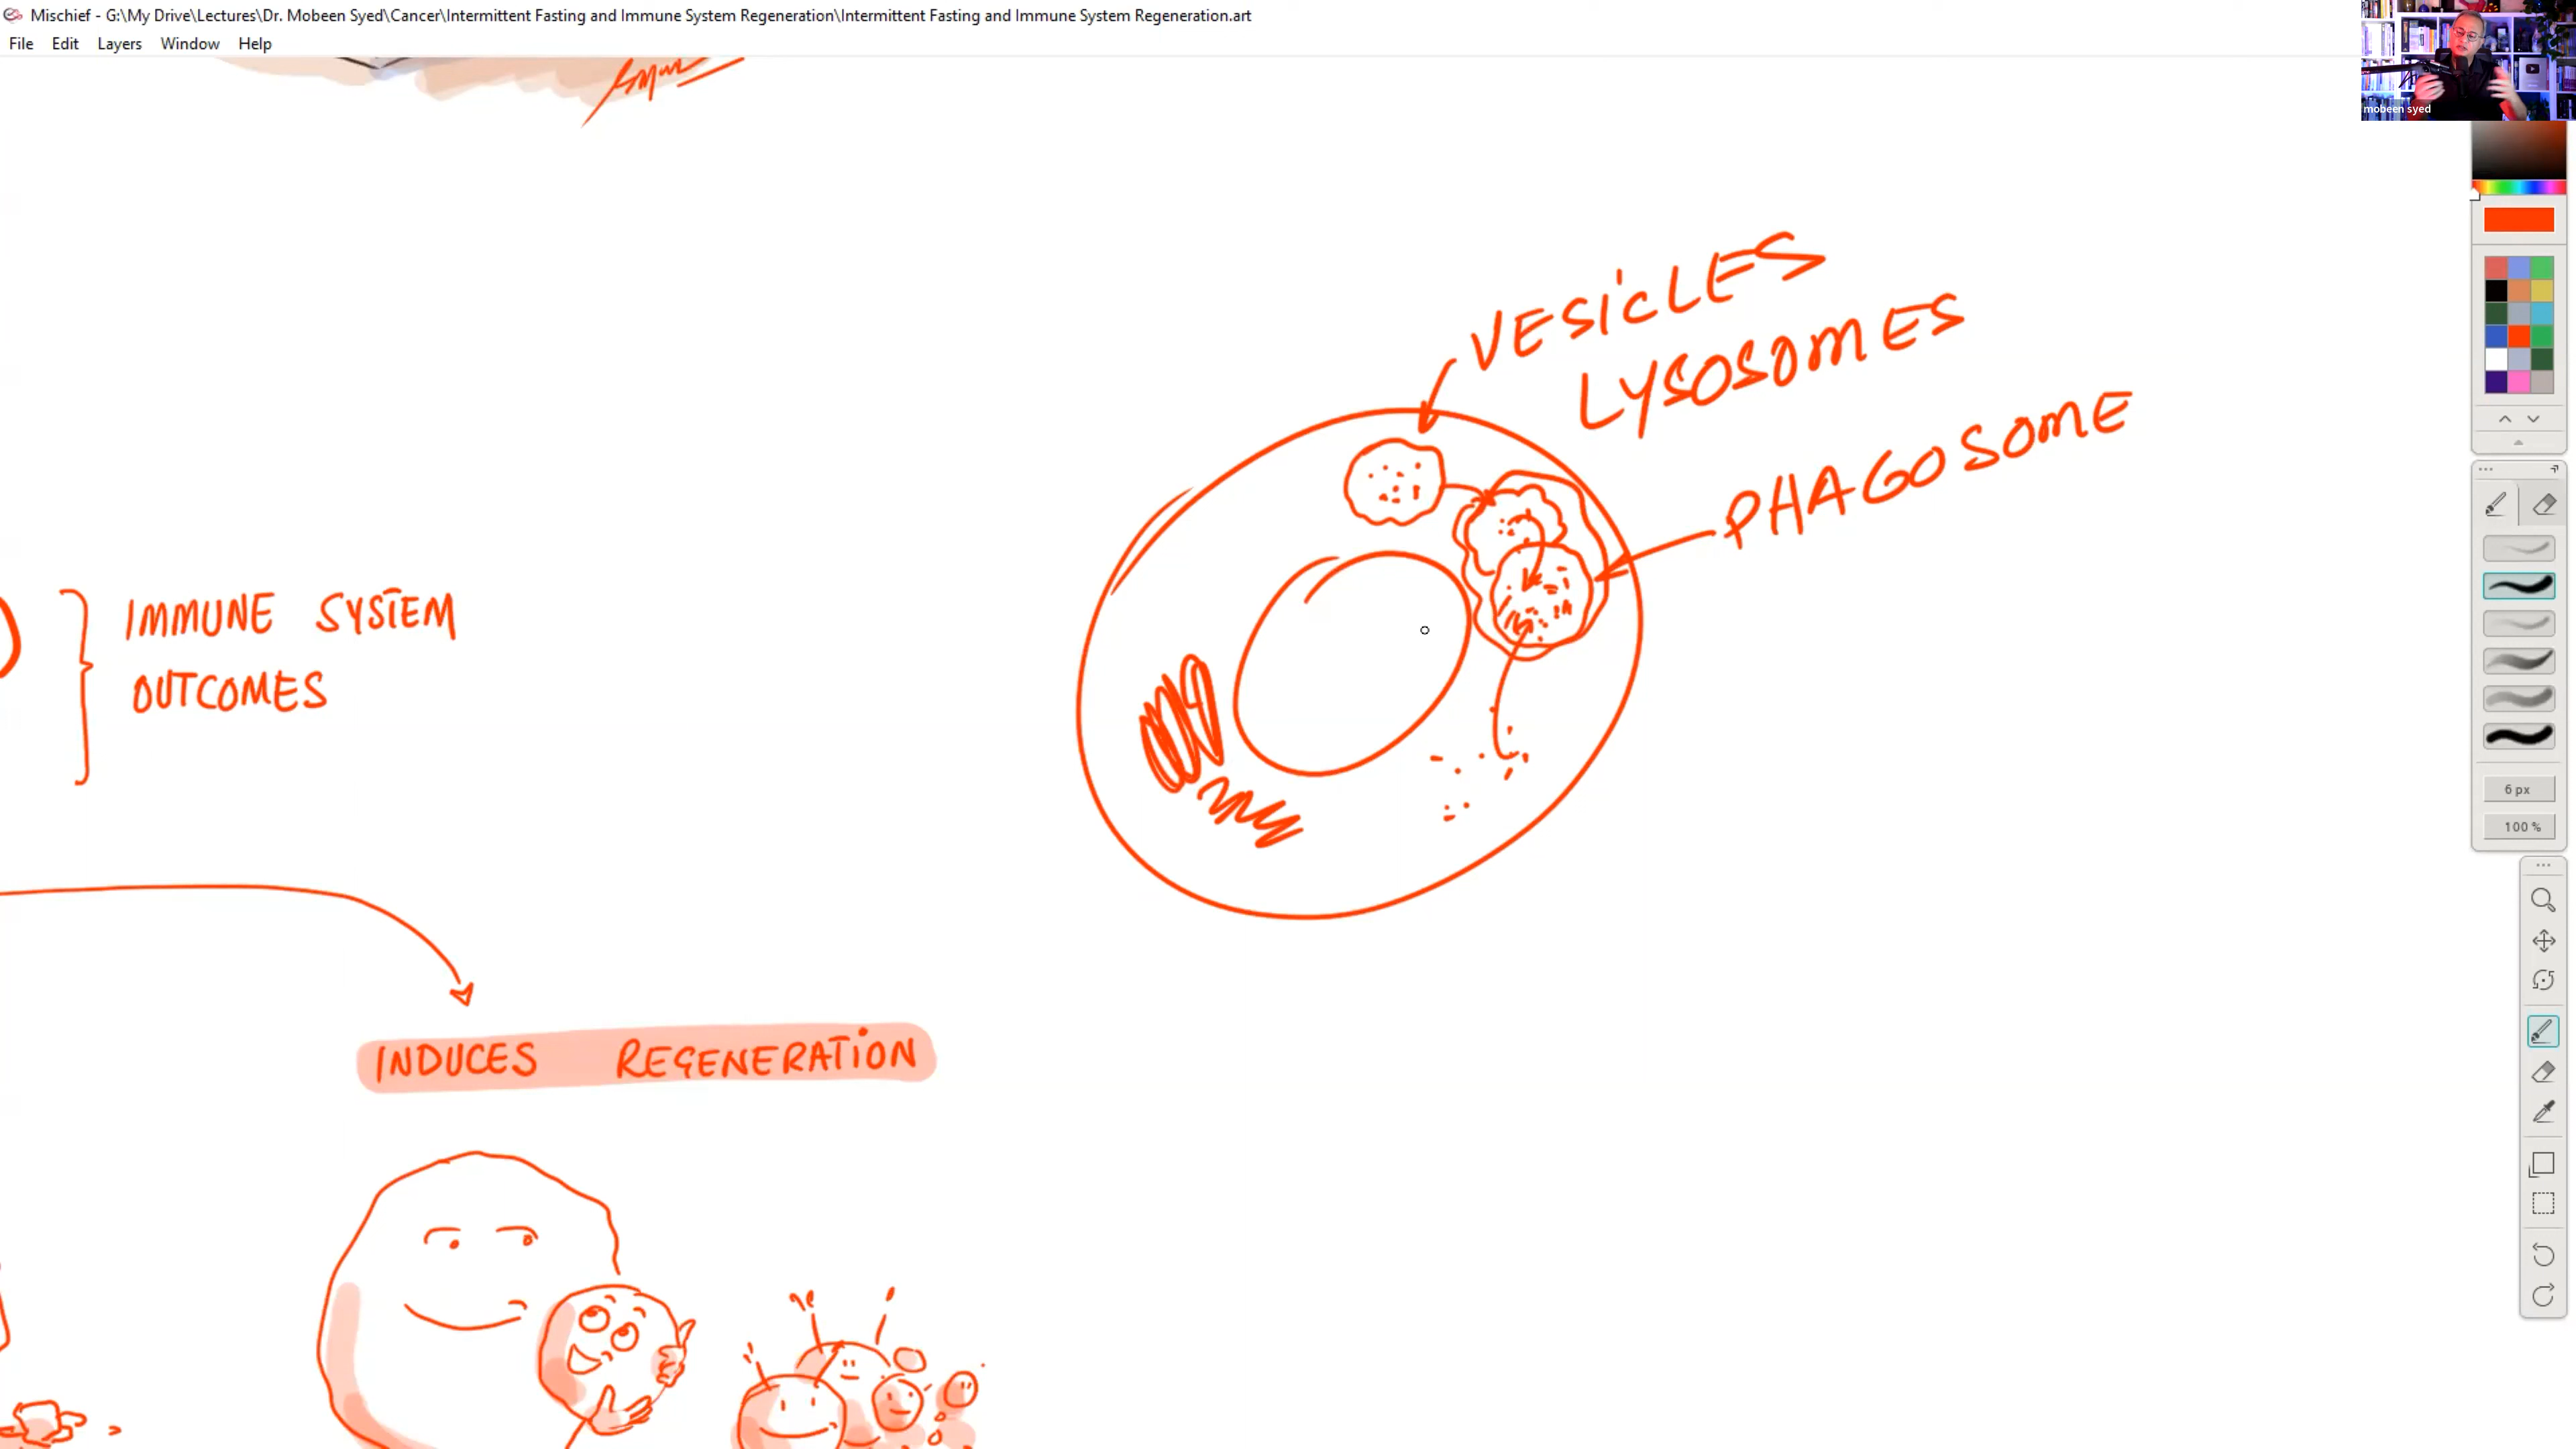 Mischief - G:\My Drive\Lectures\Dr. Mobeen Syed\Cancer\Intermittent Fasting and Immune System Regeneration\Intermittent Fasting and Immune System Regeneration.art
File Edit Layers Window Help
mobeen syed
VESICLES
LYSOSOMES
PHAGOSOME
IMMUNE SYSTEM
OUTCOMES
INDUCES REGENERATION
6 px
100 %